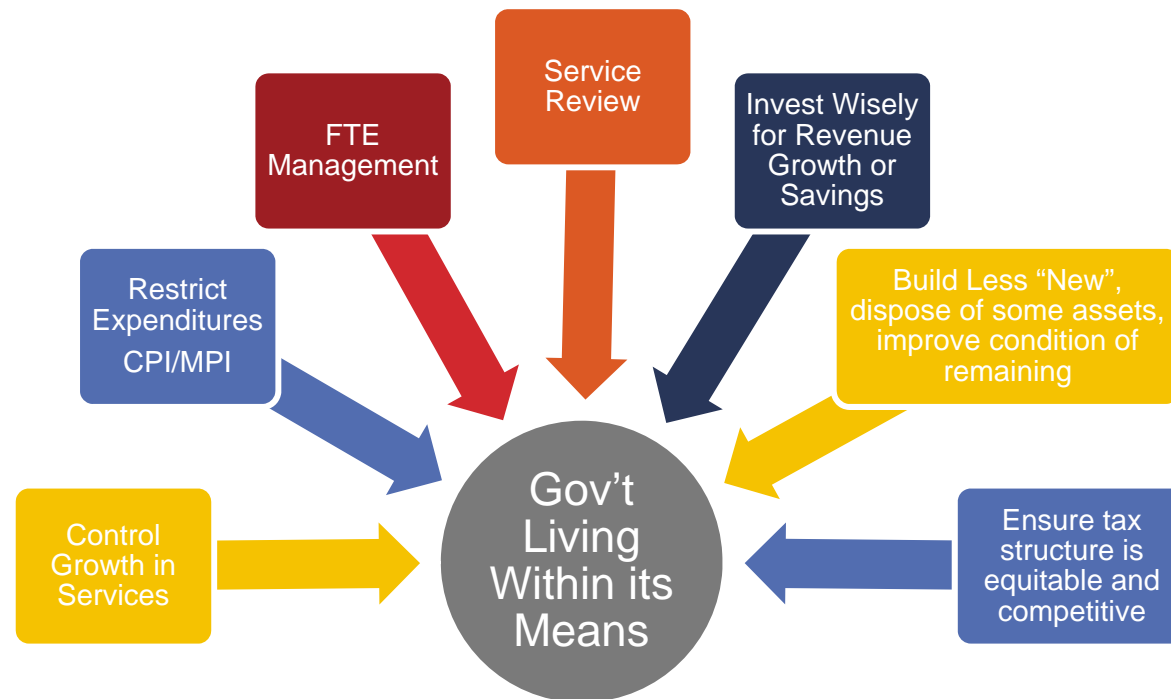 Service
Review
FTE
Management
Invest Wisely
for Revenue
Growth or
Savings
Restrict
Expenditures
CPI/MPI
Build Less “New”,
dispose of some assets,
improve condition of
remaining
Control
Growth in
Services
Gov’t
Living
Within its
Means
Ensure tax
structure is
equitable and
competitive